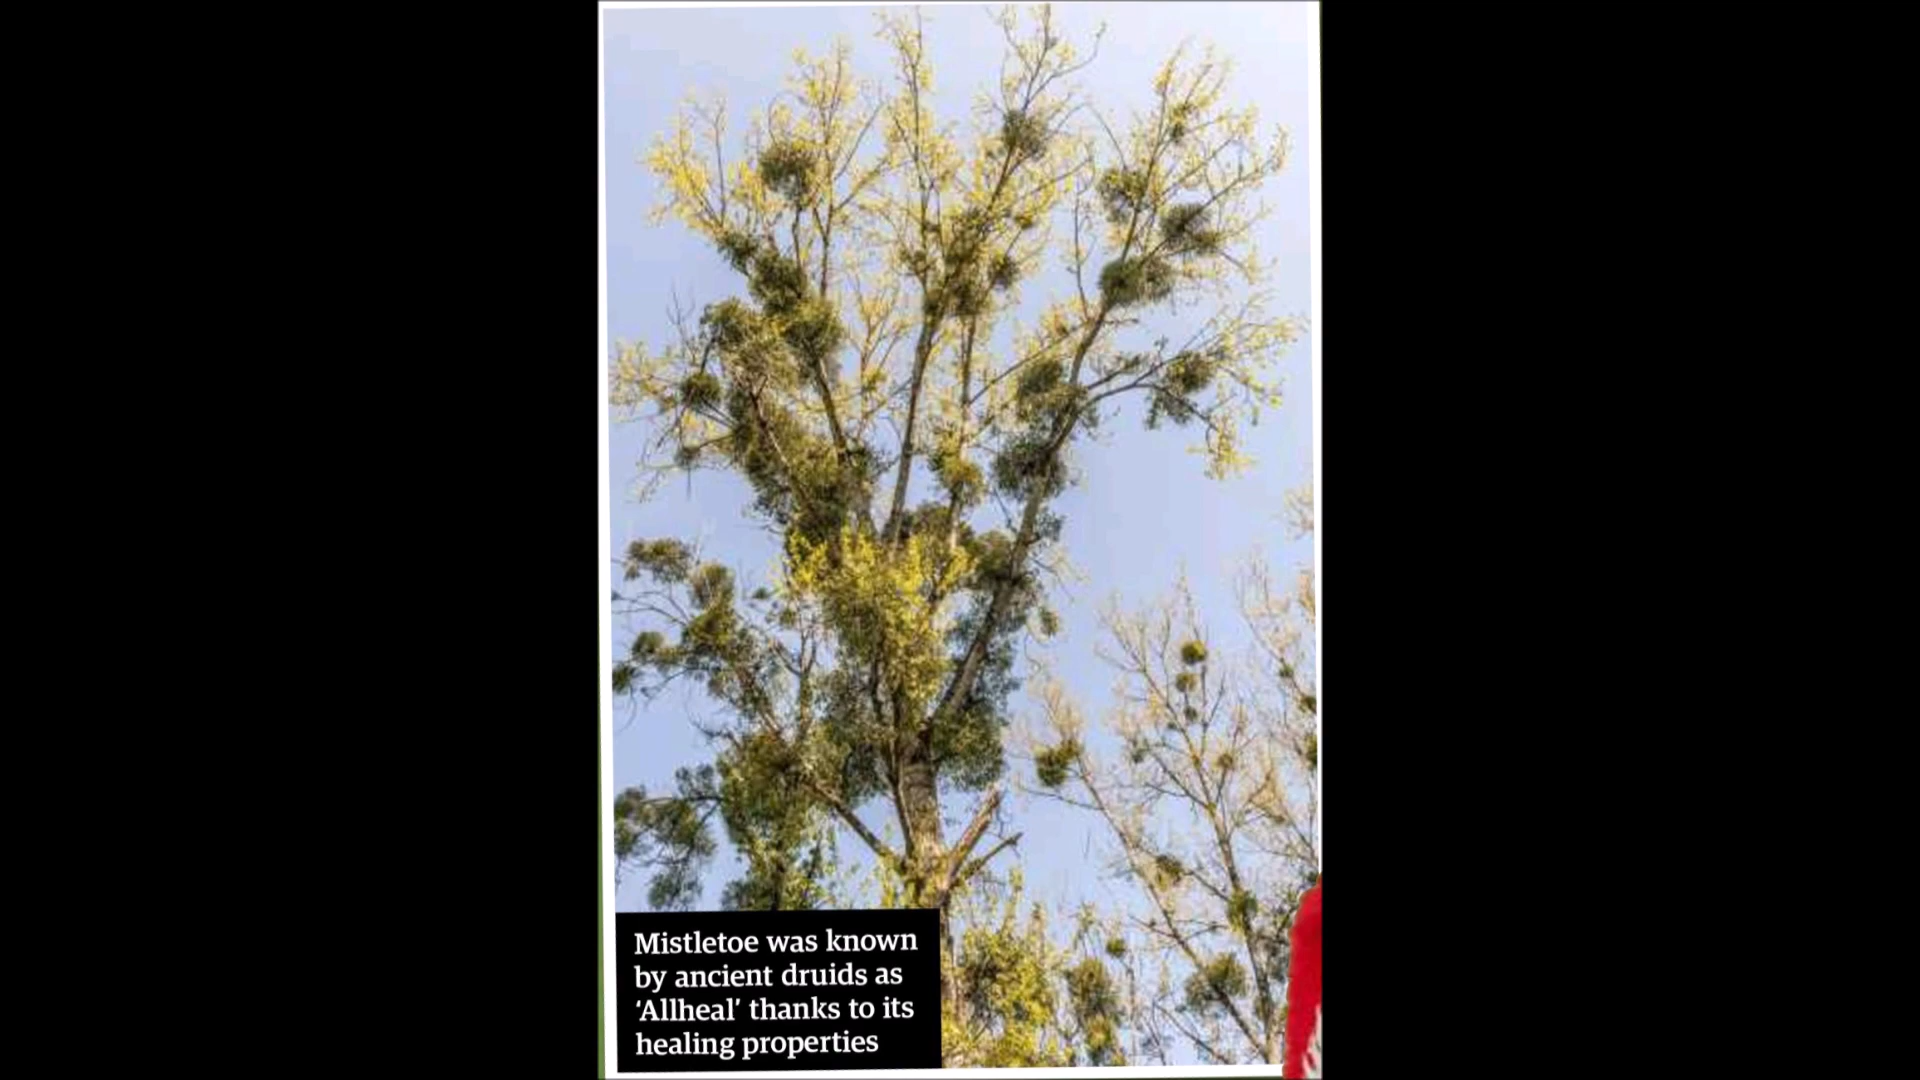 Mistletoe was known
by ancient druids as
‘Allheal’ thanks to its
healing properties